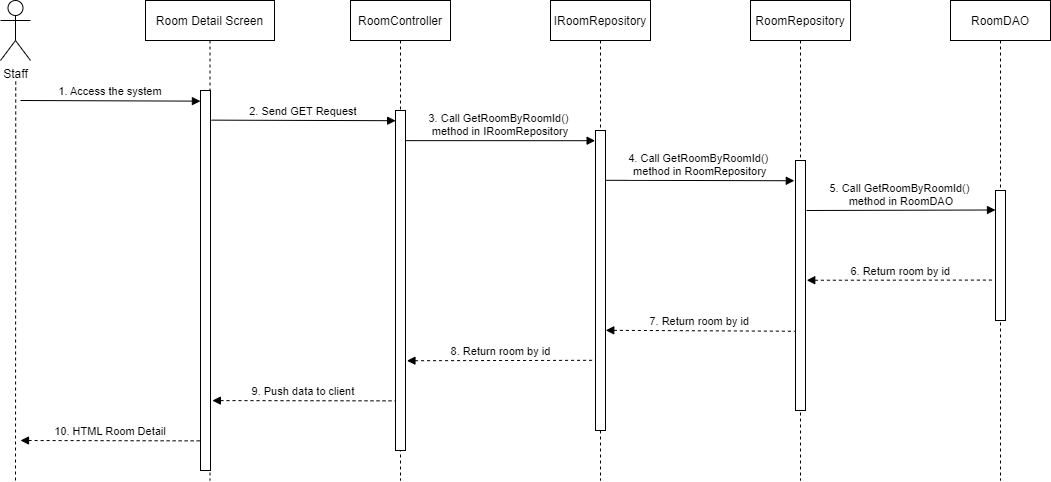 Room Detail Screen
RoomController
IRoomRepository
RoomRepository
RoomDAO
Staff
1. Access the system
2. Send GET Request
3. Call GetRoomByRoomId()
method in IRoomRepository
4. Call GetRoomByRoomId()
method in RoomRepository
5. Call GetRoomByRoomId()
method in RoomDAO
6. Return room by id
7. Return room by id
8. Return room by id
9. Push data to client
10. HTML Room Detail